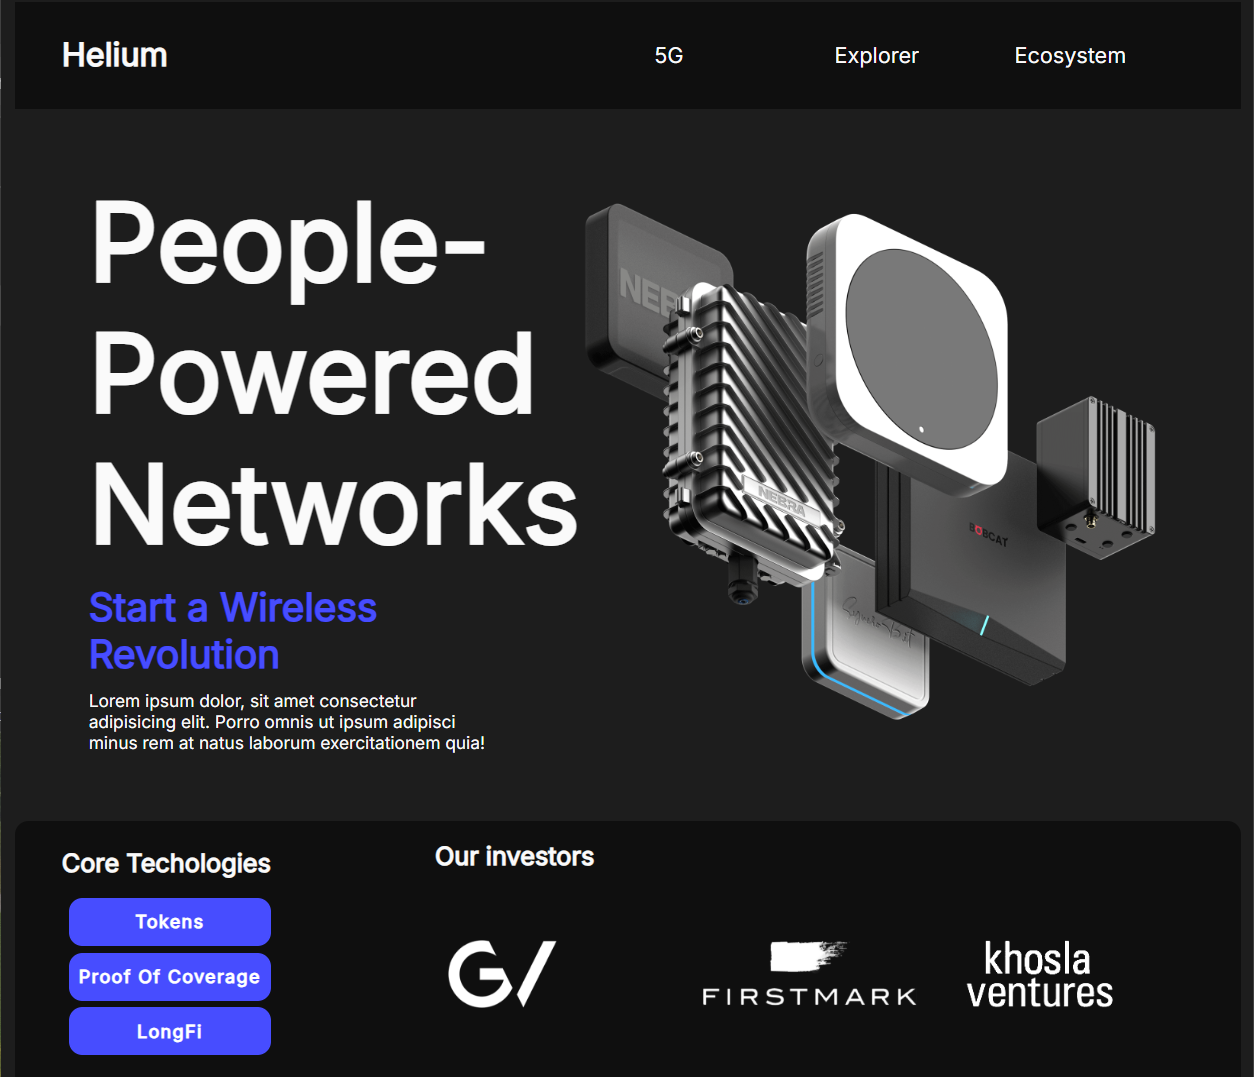 Helium
5G
Explorer
Ecosystem
People-
Powered
Networks
Start a Wireless
Revolution
Lorem ipsum dolor, sit amet consectetur
adipisicing elit. Porro omnis ut ipsum adipisci
minus rem at natus laborum exercitationem quia!
NEBRA
BOBCAT
Core Techologies
Tokens
Proof Of Coverage
LongFi
Our investors
GV
FIRSTMARK
khosla
ventures